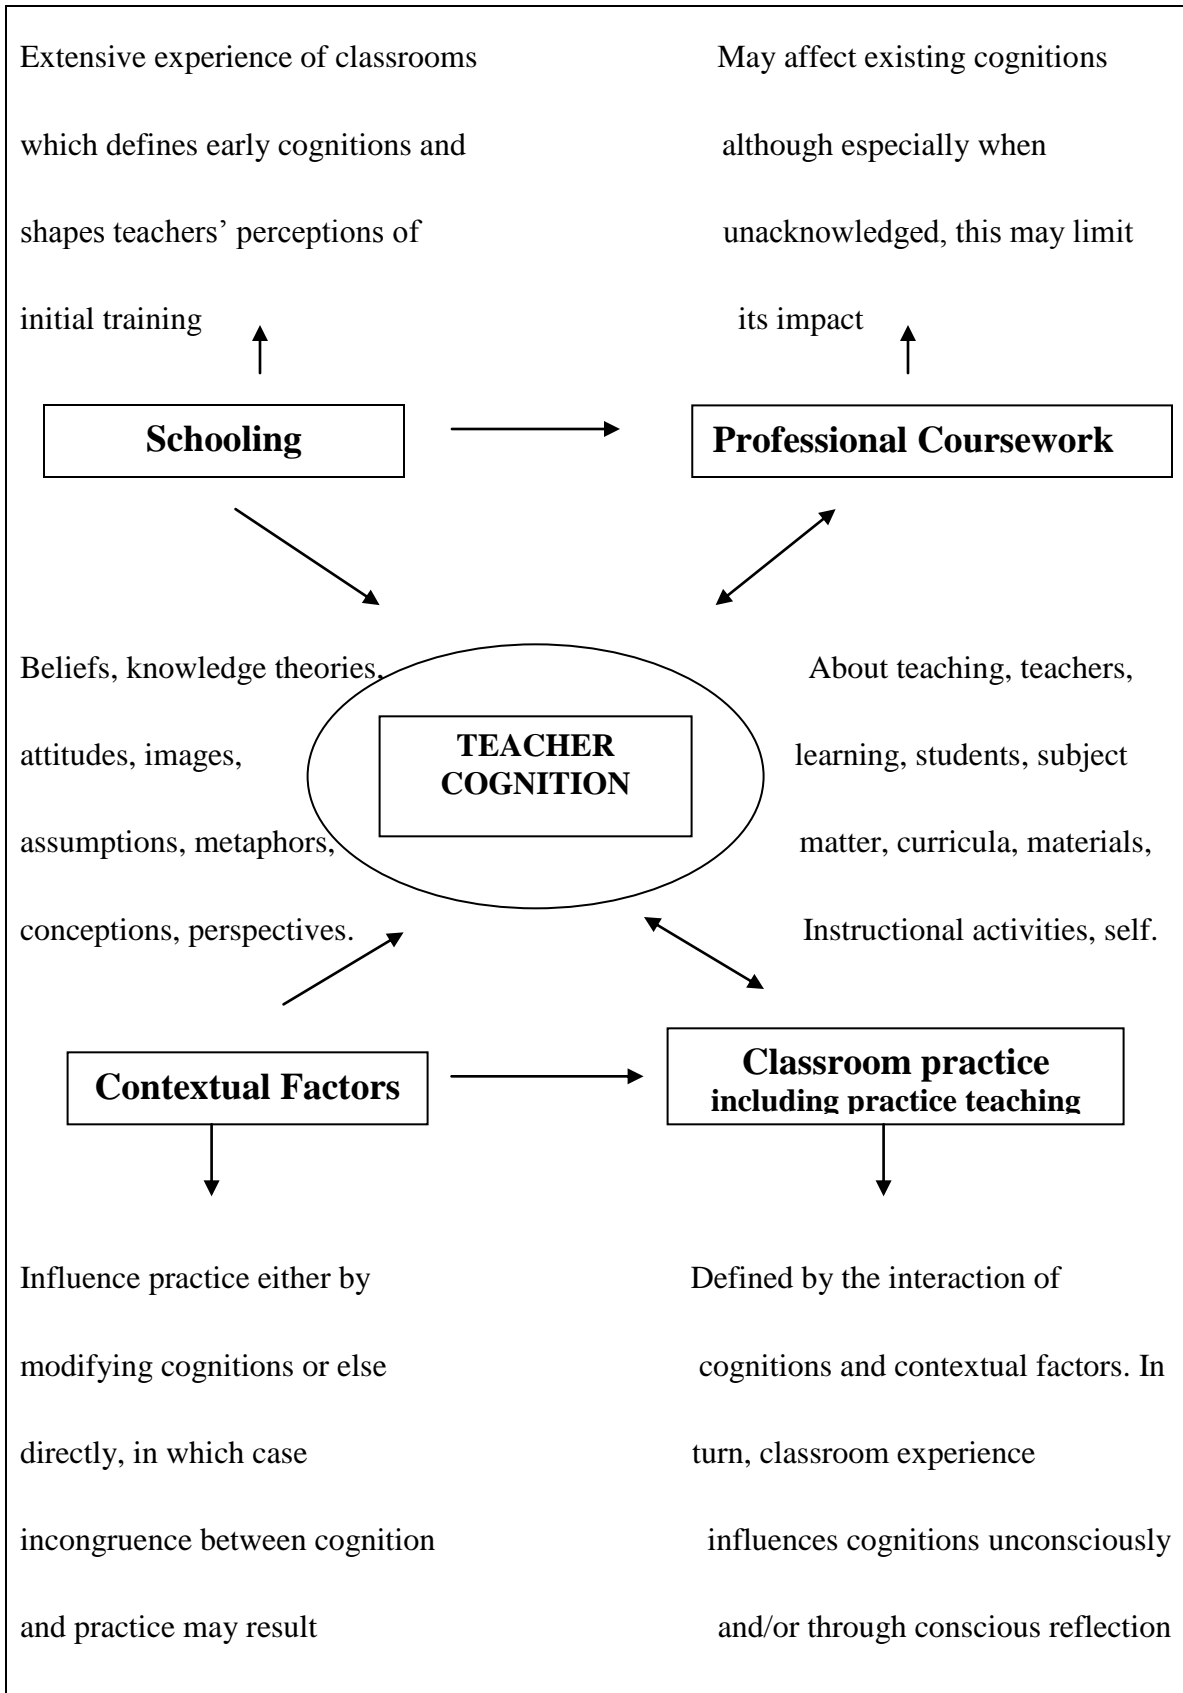 Extensive experience of classrooms
which defines early cognitions and
shapes teachers’ perceptions of
initial training
May affect existing cognitions
although especially when
unacknowledged, this may limit
its impact
Schooling
Professional Coursework
Beliefs, knowledge theories,
attitudes, images,
assumptions, metaphors,
conceptions, perspectives.
TEACHER
COGNITION
About teaching, teachers,
learning, students, subject
matter, curricula, materials,
Instructional activities, self.
Contextual Factors
Classroom practice
including practice teaching
Influence practice either by
modifying cognitions or else
directly, in which case
incongruence between cognition
and practice may result
Defined by the interaction of
cognitions and contextual factors. In
turn, classroom experience
influences cognitions unconsciously
and/or through conscious reflection